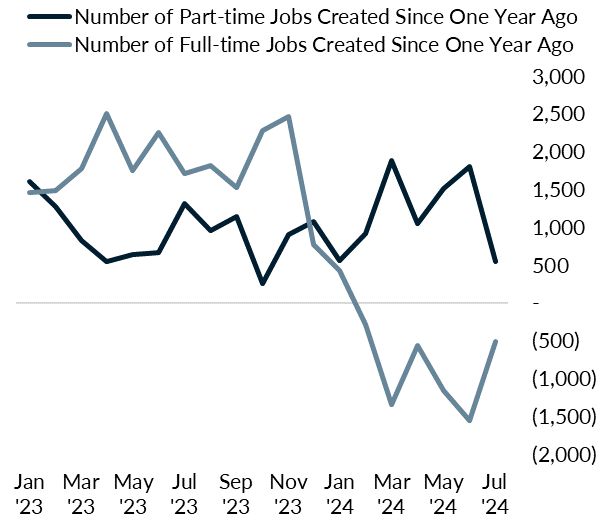 Number of Part-time Jobs Created Since One Year Ago
Number of Full-time Jobs Created Since One Year Ago
3,000
2,500
2,000
1,500
1,000
500
-
(500)
(1,000)
(1,500)
(2,000)
Jan Mar May Jul Sep Nov Jan Mar May Jul
'23 '23 '23 '23 '23 '23 '24 '24 '24 '24